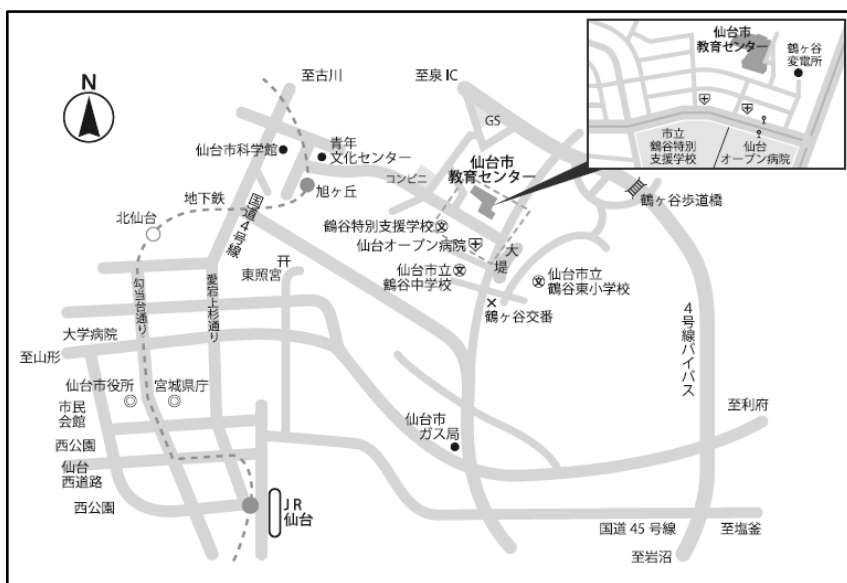 仙台市
教育センター
鶴ヶ谷
変電所
市立
鶴谷特別
支援学校
仙台
オープン病院
N
至古川
至泉IC
GS
仙台市科学館
青年
文化センター
コンビニ
仙台市
教育センター
地下鉄
旭ヶ丘
鶴ヶ谷歩道橋
北仙台
国道4号線
鶴谷特別支援学校
仙台オープン病院
大堤
東照宮
仙台市立
鶴谷中学校
仙台市立
鶴谷東小学校
勾当台通り
愛宕上杉通り
鶴ヶ谷交番
4号線バイパス
大学病院
至山形
仙台市役所
宮城県庁
市民
会館
仙台市
ガス局
至利府
西公園
仙台
西道路
西公園
JR
仙台
国道45号線
至塩釜
至岩沼